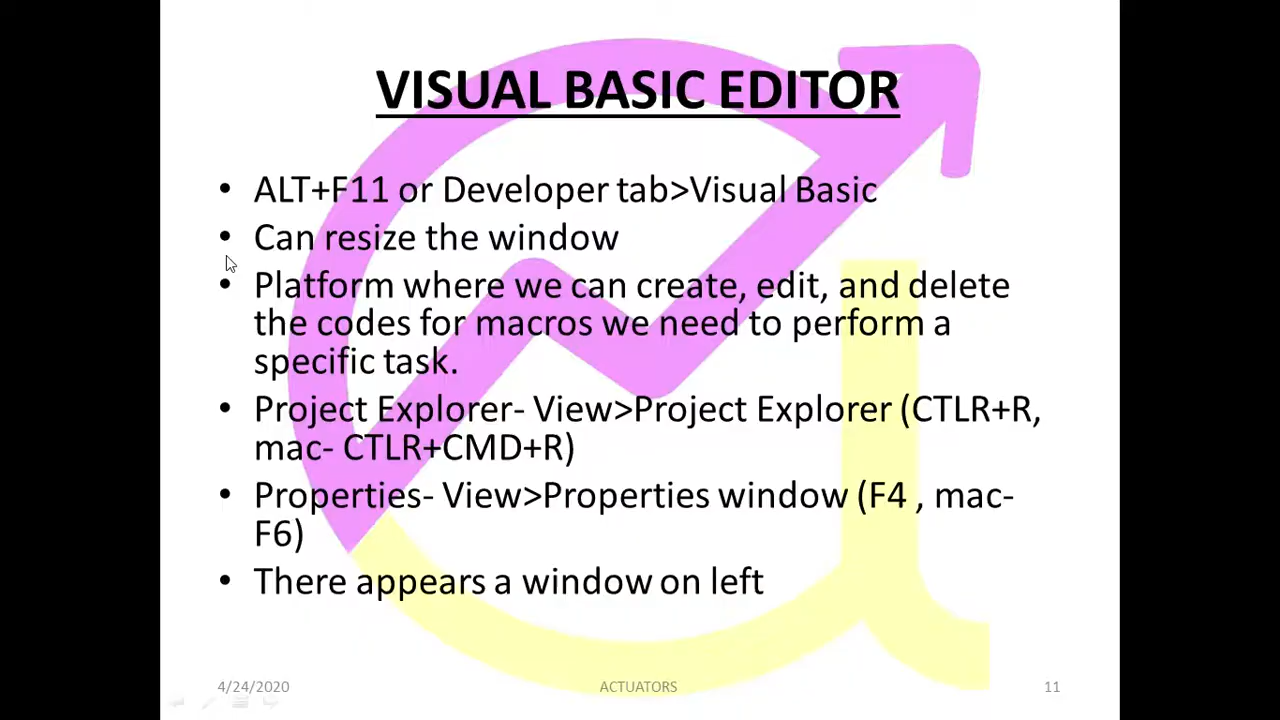 VISUAL BASIC EDITOR
• ALT+F11 or Developer tab>Visual Basic
• Can resize the window
• Platform where we can create, edit, and delete
the codes for macros we need to perform a
specific task.
• Project Explorer- View>Project Explorer (CTLR+R,
mac- CTLR+CMD+R)
• Properties- View>Properties window (F4 , mac-
F6)
• There appears a window on left
4/24/2020
ACTUATORS
11